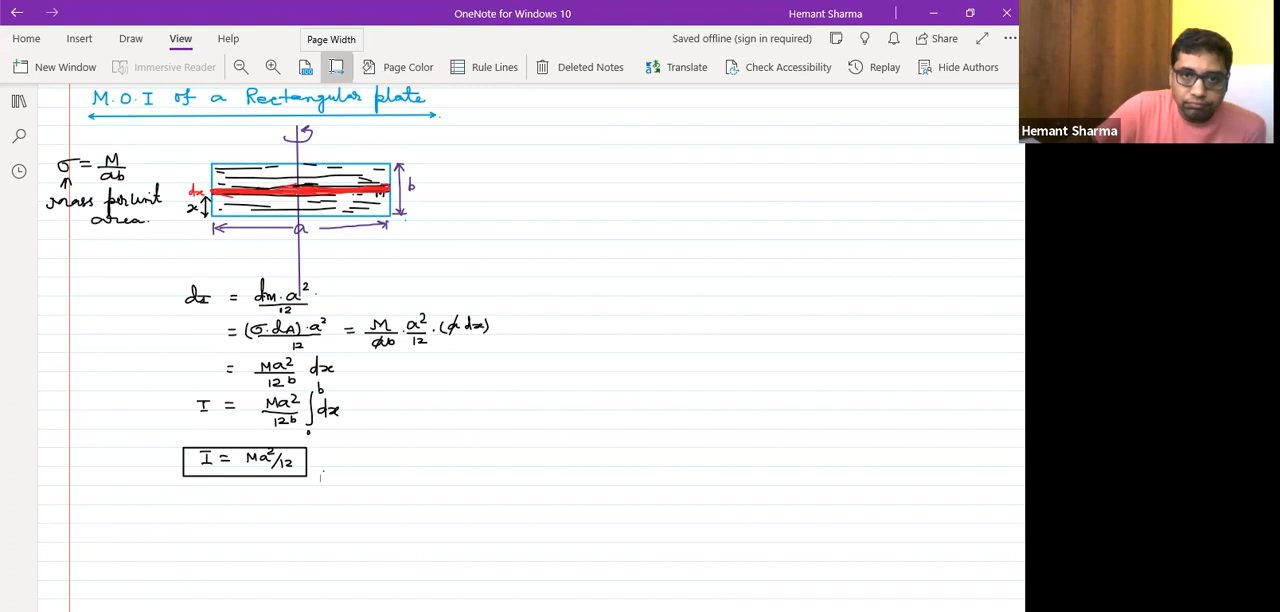 OneNote for Windows 10
Hemant Sharma
Home Insert Draw View Help
Page Width
Saved offline (sign in required)
Share
New Window
Immersive Reader
100
Page Color
Rule Lines
Deleted Notes
Translate
Check Accessibility
Replay
Hide Authors
Hemant Sharma
M.O.I of a Rectangular plate
σ = M/ab
Mass per unit
area.
dx
x
M
b
a
dI = dm·a²/12
= (σ·dA)·a²/12 = M/ab · a²/12 · (a dx)
= Ma²/12b dx
I = Ma²/12b ∫₀ᵇ dx
I = Ma²/12